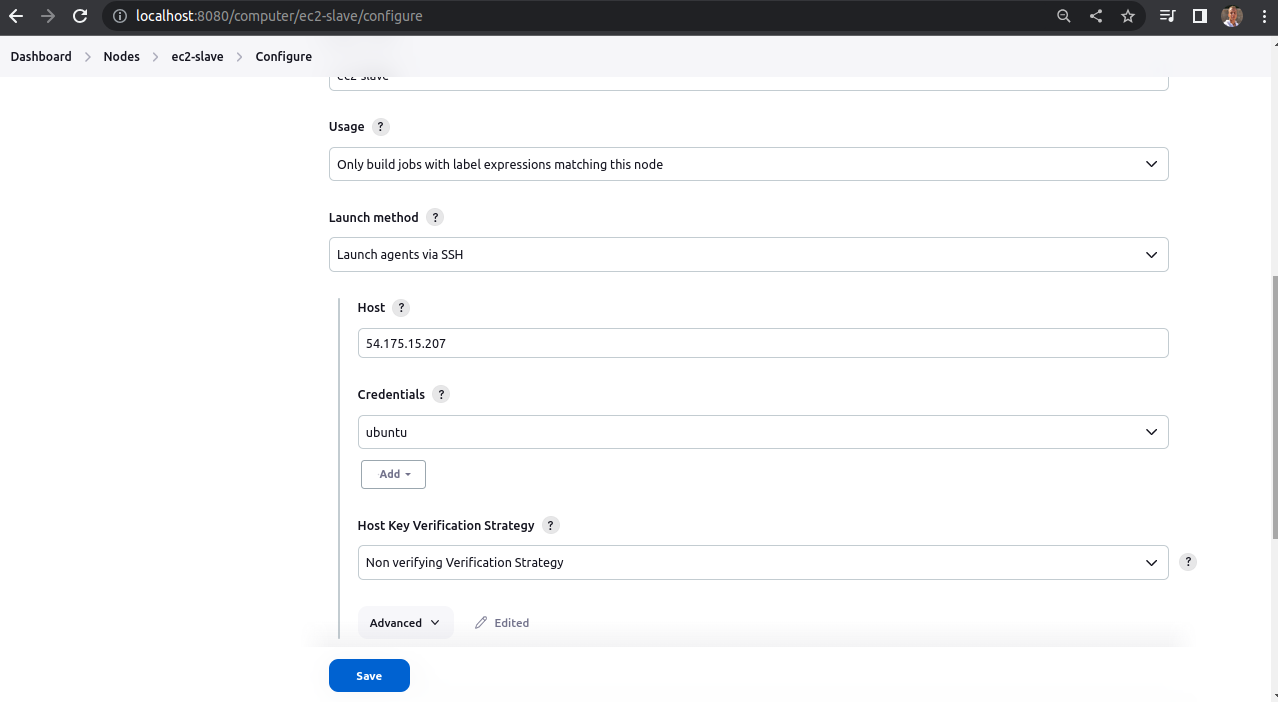 localhost:8080/computer/ec2-slave/configure
Dashboard > Nodes > ec2-slave > Configure
ec2-slave
Usage ?
Only build jobs with label expressions matching this node
Launch method ?
Launch agents via SSH
Host ?
54.175.15.207
Credentials ?
ubuntu
Add
Host Key Verification Strategy ?
Non verifying Verification Strategy
?
Advanced
Edited
Save